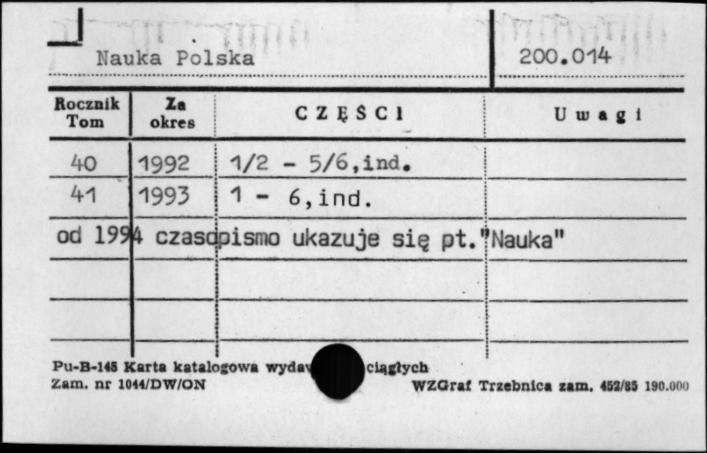 Nauka Polska 200.014
Rocznik Tom Za okres CZĘŚCI Uwagi
40 1992 1/2 - 5/6,ind.
41 1993 1 - 6,ind.
od 1994 czasopismo ukazuje się pt."Nauka"
Pu-B-145 Karta katalogowa ciągłych
Zam. nr 1044/DW/ON WZGraf Trzebnica zam. 452/85 190.000